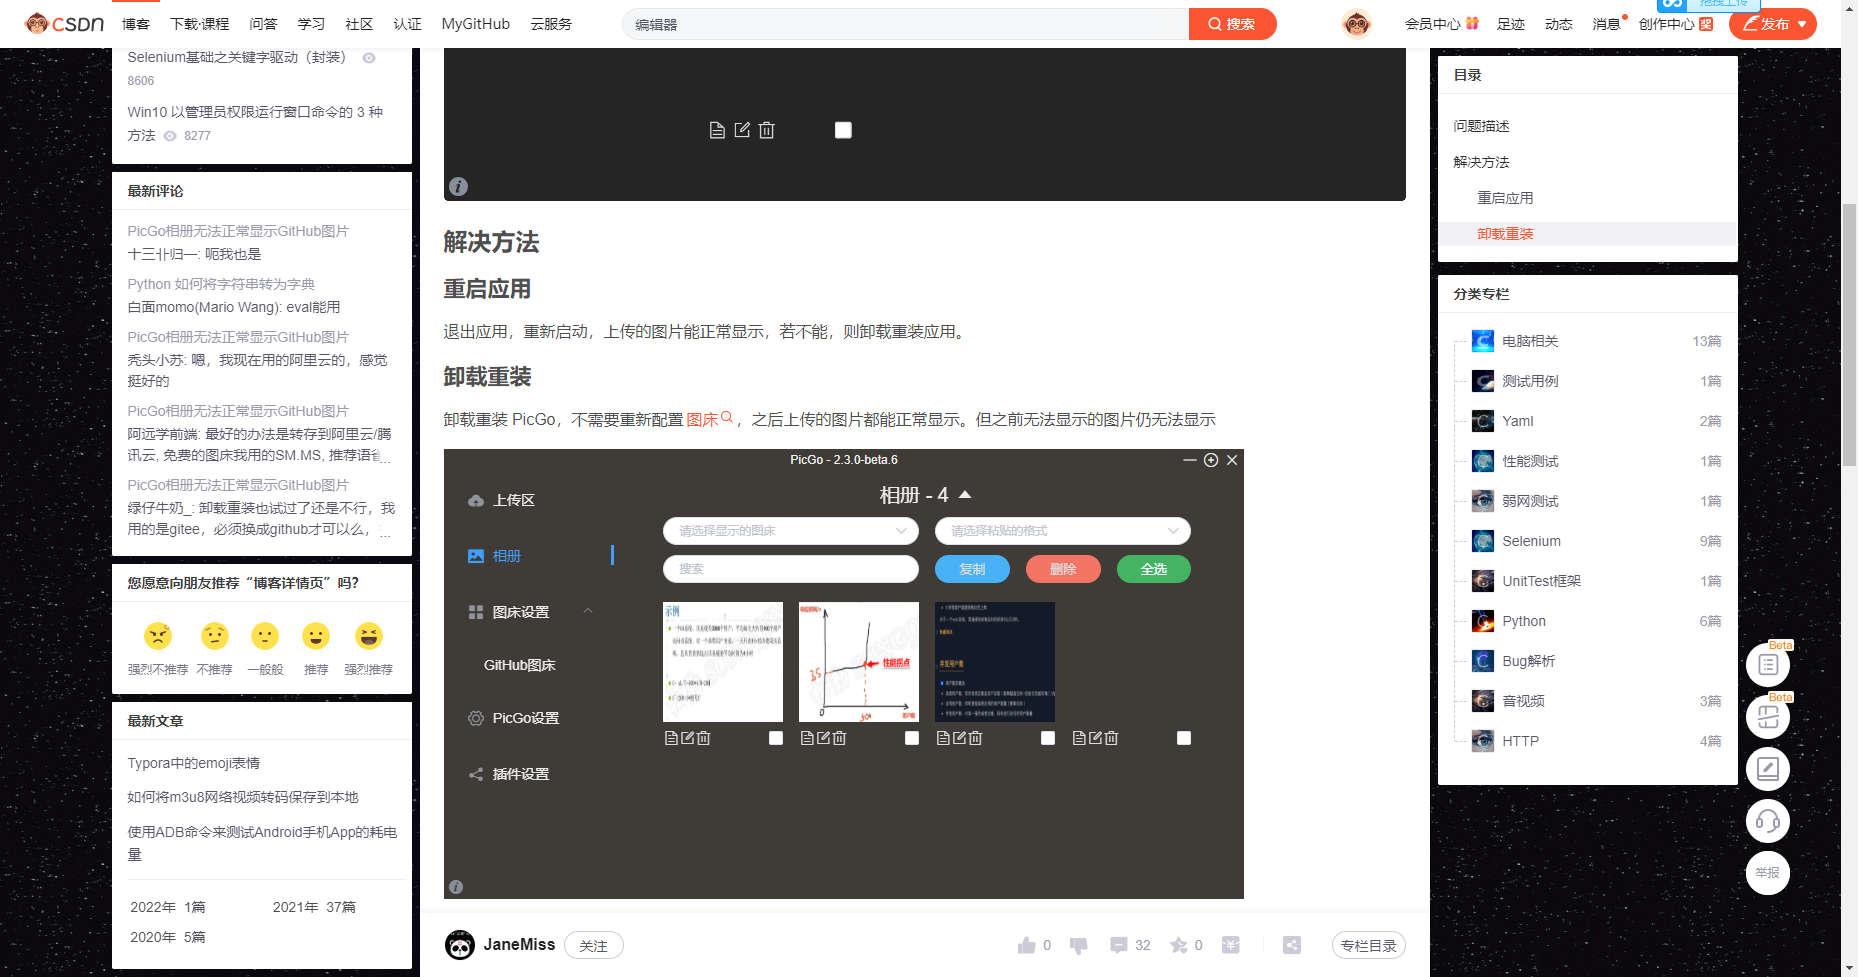 CSDN 博客 下载·课程 问答 学习 社区 认证 MyGitHub 云服务 编辑器 搜索 会员中心 足迹 动态 消息 创作中心 奖 发布
拖拽上传
Selenium基础之关键字驱动（封装）
8606
Win10 以管理员权限运行窗口命令的 3 种
方法 8277
最新评论
PicGo相册无法正常显示GitHub图片
十三卝归一: 呃我也是
Python 如何将字符串转为字典
白面momo(Mario Wang): eval能用
PicGo相册无法正常显示GitHub图片
秃头小苏: 嗯，我现在用的阿里云的，感觉
挺好的
PicGo相册无法正常显示GitHub图片
阿远学前端: 最好的办法是转存到阿里云/腾
讯云, 免费的图床我用的SM.MS, 推荐语雀...
PicGo相册无法正常显示GitHub图片
绿仔牛奶_: 卸载重装也试过了还是不行，我
用的是gitee，必须换成github才可以么，...
您愿意向朋友推荐“博客详情页”吗？
强烈不推荐 不推荐 一般般 推荐 强烈推荐
最新文章
Typora中的emoji表情
如何将m3u8网络视频转码保存到本地
使用ADB命令来测试Android手机App的耗电
量
2022年 1篇 2021年 37篇
2020年 5篇
解决方法
重启应用
退出应用，重新启动，上传的图片能正常显示，若不能，则卸载重装应用。
卸载重装
卸载重装 PicGo，不需要重新配置图床，之后上传的图片都能正常显示。但之前无法显示的图片仍无法显示
PicGo - 2.3.0-beta.6
上传区
相册
图床设置
GitHub图床
PicGo设置
插件设置
相册 - 4
请选择显示的图床 请选择粘贴的格式
搜索 复制 删除 全选
示例
3.5
性能拐点
0
并发用户数
JaneMiss 关注 0 32 0 专栏目录
目录
问题描述
解决方法
重启应用
卸载重装
分类专栏
电脑相关 13篇
测试用例 1篇
Yaml 2篇
性能测试 1篇
弱网测试 1篇
Selenium 9篇
UnitTest框架 1篇
Python 6篇
Bug解析 1篇
音视频 3篇
HTTP 4篇
Beta
Beta
举报